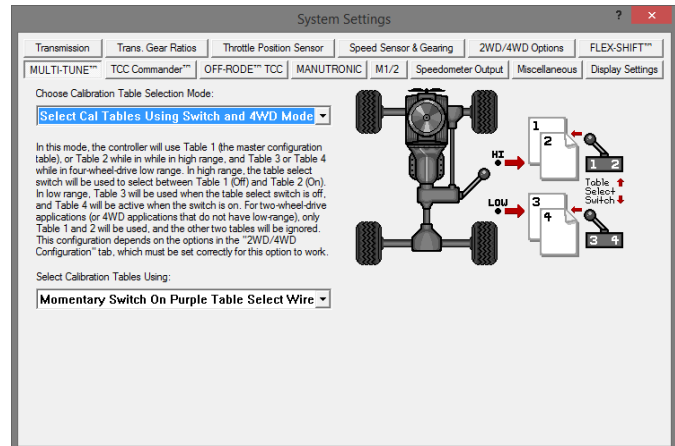 System Settings
?
×
Transmission
Trans. Gear Ratios
Throttle Position Sensor
Speed Sensor & Gearing
2WD/4WD Options
FLEX-SHIFT™
MULTI-TUNE™
TCC Commander™
OFF-RODE™ TCC
MANUTRONIC
M1/2
Speedometer Output
Miscellaneous
Display Settings
Choose Calibration Table Selection Mode:
Select Cal Tables Using Switch and 4WD Mode
In this mode, the controller will use Table 1 (the master configuration
table), or Table 2 while in while in high range, and Table 3 or Table 4
while in four-wheel-drive low range. In high range, the table select
switch will be used to select between Table 1 (Off) and Table 2 (On).
In low range, Table 3 will be used when the table select switch is off,
and Table 4 will be active when the switch is on. For two-wheel-drive
applications (or 4WD applications that do not have low-range), only
Table 1 and 2 will be used, and the other two tables will be ignored.
This configuration depends on the options in the "2WD/4WD
Configuration" tab, which must be set correctly for this option to work.
Select Calibration Tables Using:
Momentary Switch On Purple Table Select Wire
HI
1
2
1 2
Table
Select
Switch
LOW
3
4
3 4